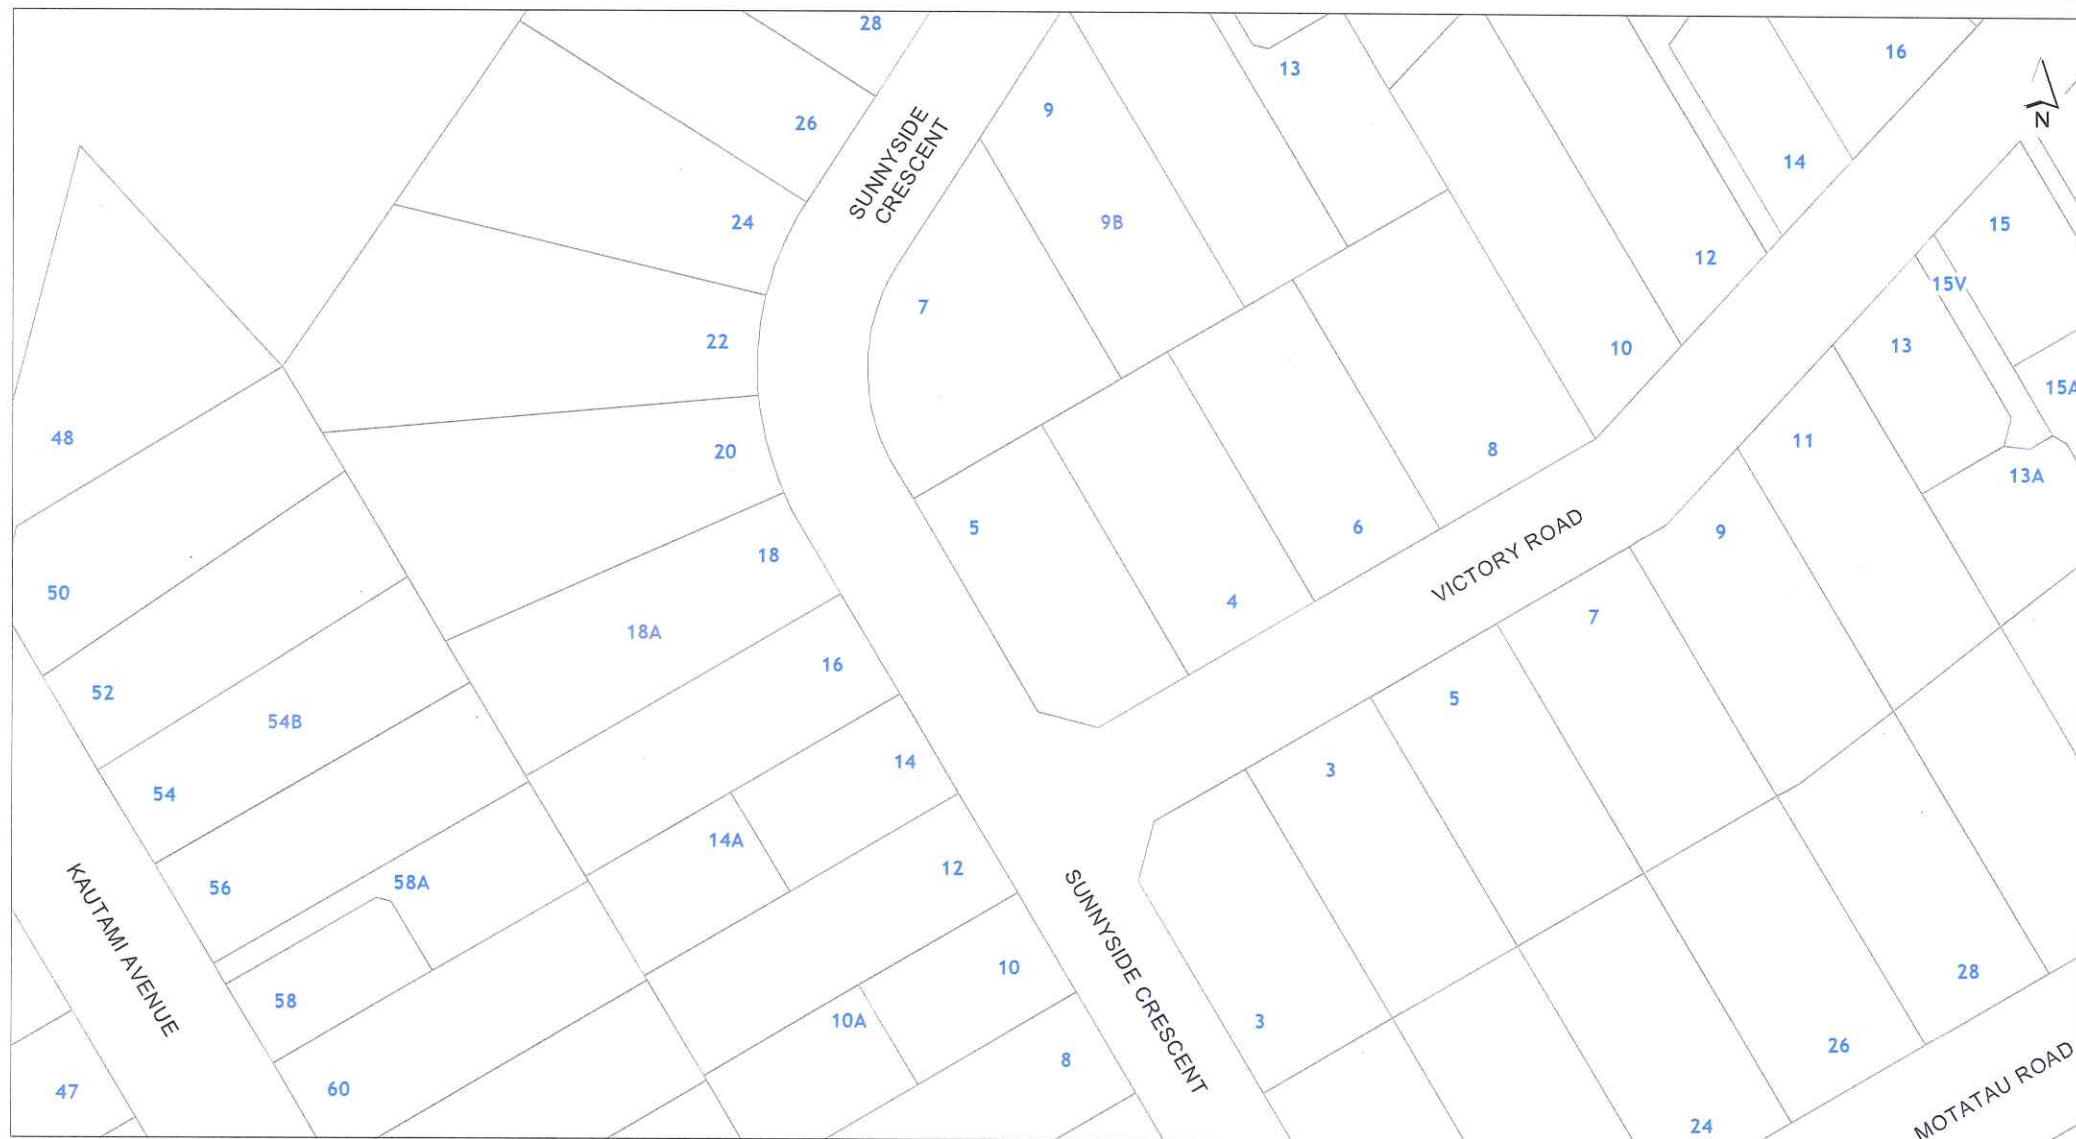 28
16
13
9
26
N
14
SUNNYSIDE
CRESCENT
24
9B
15
12
15V
7
22
10
13
15A
48
20
8
11
13A
5
6
9
VICTORY ROAD
18
50
4
7
18A
16
52
54B
5
14
3
54
14A
12
56
58A
KAUTAMI AVENUE
SUNNYSIDE CRESCENT
10
28
58
10A
3
26
8
47
60
MOTATAU ROAD
24